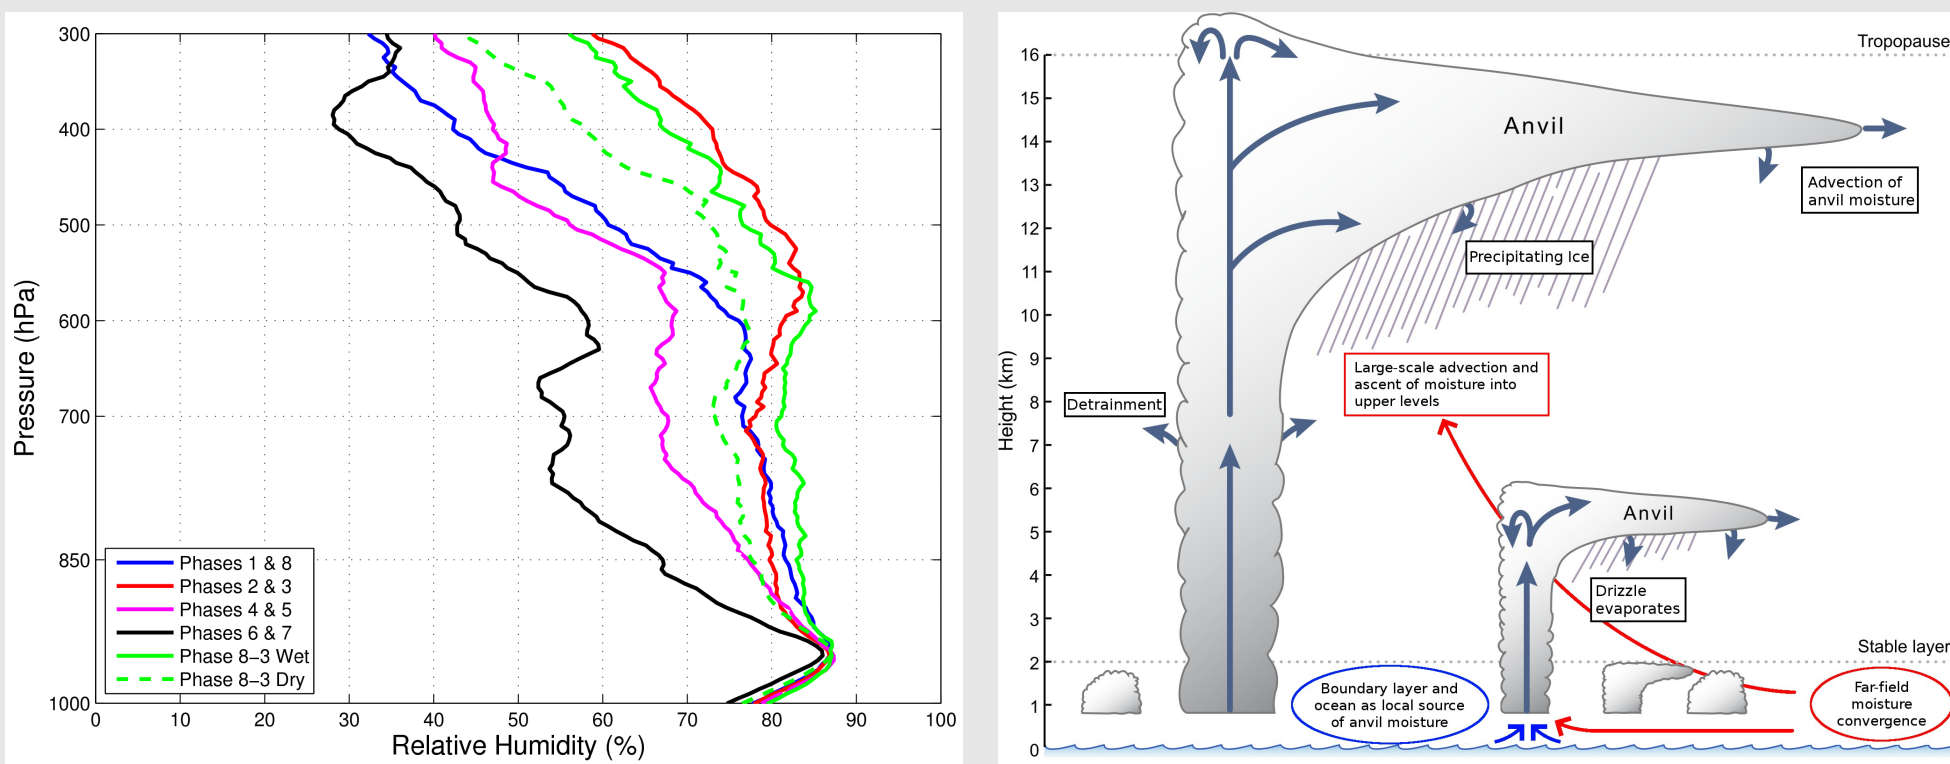 300
400
500
600
700
850
1000
0
10
20
30
40
50
60
70
80
90
100
Pressure (hPa)
Relative Humidity (%)
Phases 1 & 8
Phases 2 & 3
Phases 4 & 5
Phases 6 & 7
Phase 8–3 Wet
Phase 8–3 Dry
Tropopause
16
15
14
13
12
11
10
9
8
7
6
5
4
3
2
1
0
Height (km)
Anvil
Advection of
anvil moisture
Precipitating Ice
Large-scale advection and
ascent of moisture into
upper levels
Detrainment
Anvil
Drizzle
evaporates
Stable layer
Boundary layer and
ocean as local source
of anvil moisture
Far-field
moisture
convergence